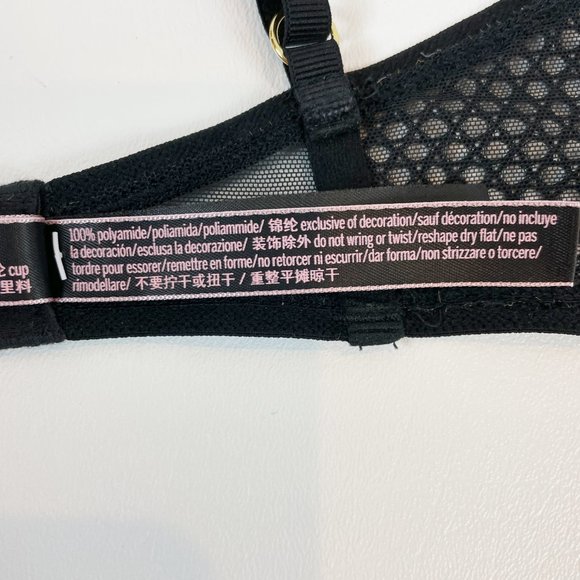 100% polyamide/poliamida/poliammide/ 锦纶 exclusive of decoration/sauf décoration/no incluye
la decoración/esclusa la decorazione/ 装饰除外 do not wring or twist/reshape dry flat/ne pas
tordre pour essorer/remettre en forme/no retorcer ni escurrir/dar forma/non strizzare o torcere/
rimodellare/ 不要拧干或扭干 / 重整平摊晾干
cup
里料